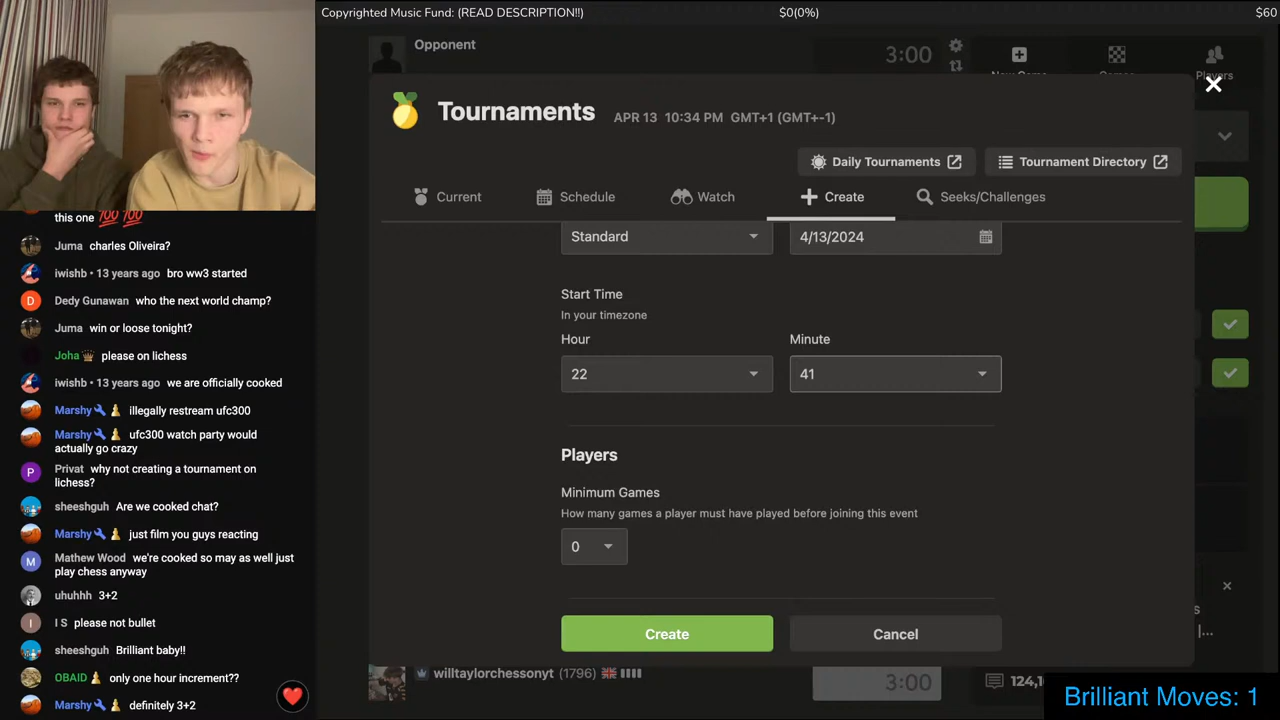 Copyrighted Music Fund: (READ DESCRIPTION!!)
$0(0%)
$60
Opponent
3:00
Players
Tournaments
APR 13 10:34 PM GMT+1 (GMT+-1)
Daily Tournaments
Tournament Directory
Current
Schedule
Watch
Create
Seeks/Challenges
Standard
4/13/2024
Start Time
In your timezone
Hour
Minute
22
41
Players
Minimum Games
How many games a player must have played before joining this event
0
Create
Cancel
this one 💯 💯
Juma charles Oliveira?
iwishb • 13 years ago bro ww3 started
Dedy Gunawan who the next world champ?
Juma win or loose tonight?
Joha please on lichess
iwishb • 13 years ago we are officially cooked
Marshy illegally restream ufc300
Marshy ufc300 watch party would
actually go crazy
Privat why not creating a tournament on
lichess?
sheeshguh Are we cooked chat?
Marshy just film you guys reacting
Mathew Wood we're cooked so may as well just
play chess anyway
uhuhhh 3+2
I S please not bullet
sheeshguh Brilliant baby!!
OBAID only one hour increment??
Marshy definitely 3+2
willtaylorchessonyt (1796)
3:00
Brilliant Moves: 1